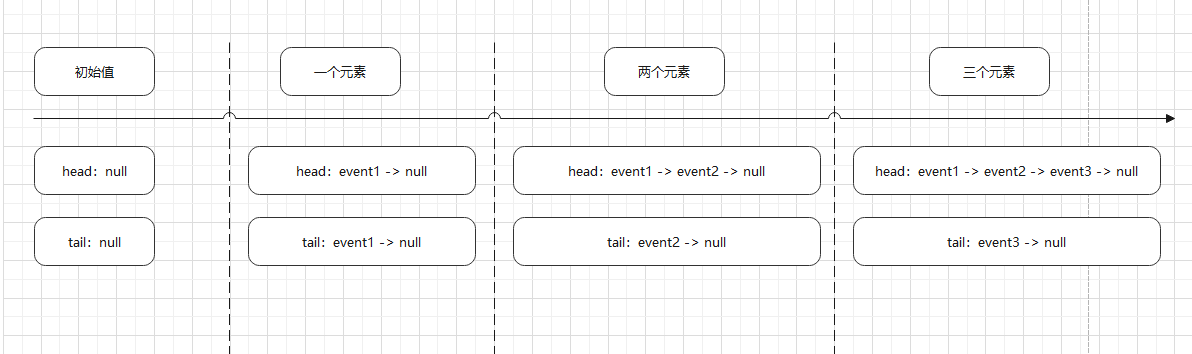 初始值
一个元素
两个元素
三个元素
head：null
head：event1 -> null
head：event1 -> event2 -> null
head：event1 -> event2 -> event3 -> null
tail：null
tail：event1 -> null
tail：event2 -> null
tail：event3 -> null